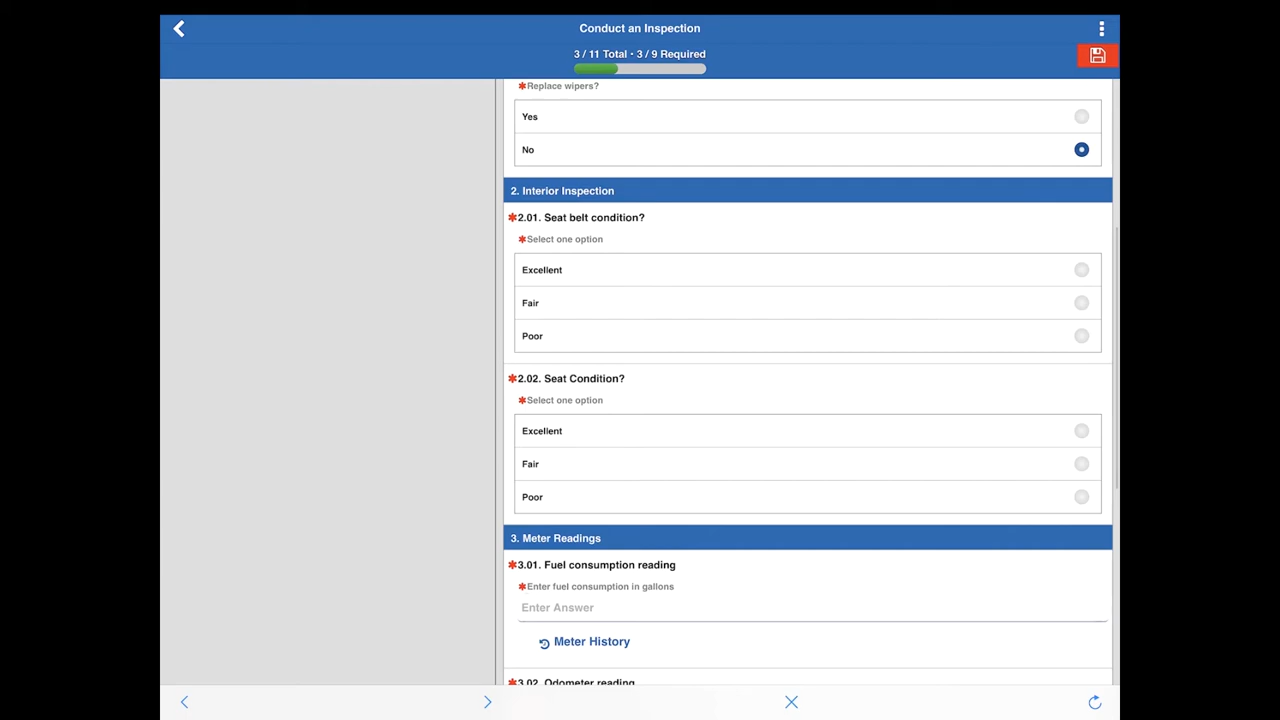 Conduct an Inspection
3 / 11 Total • 3 / 9 Required
*Replace wipers?
Yes
No
2. Interior Inspection
*2.01. Seat belt condition?
*Select one option
Excellent
Fair
Poor
*2.02. Seat Condition?
*Select one option
Excellent
Fair
Poor
3. Meter Readings
*3.01. Fuel consumption reading
*Enter fuel consumption in gallons
Enter Answer
Meter History
*3.02. Odometer reading